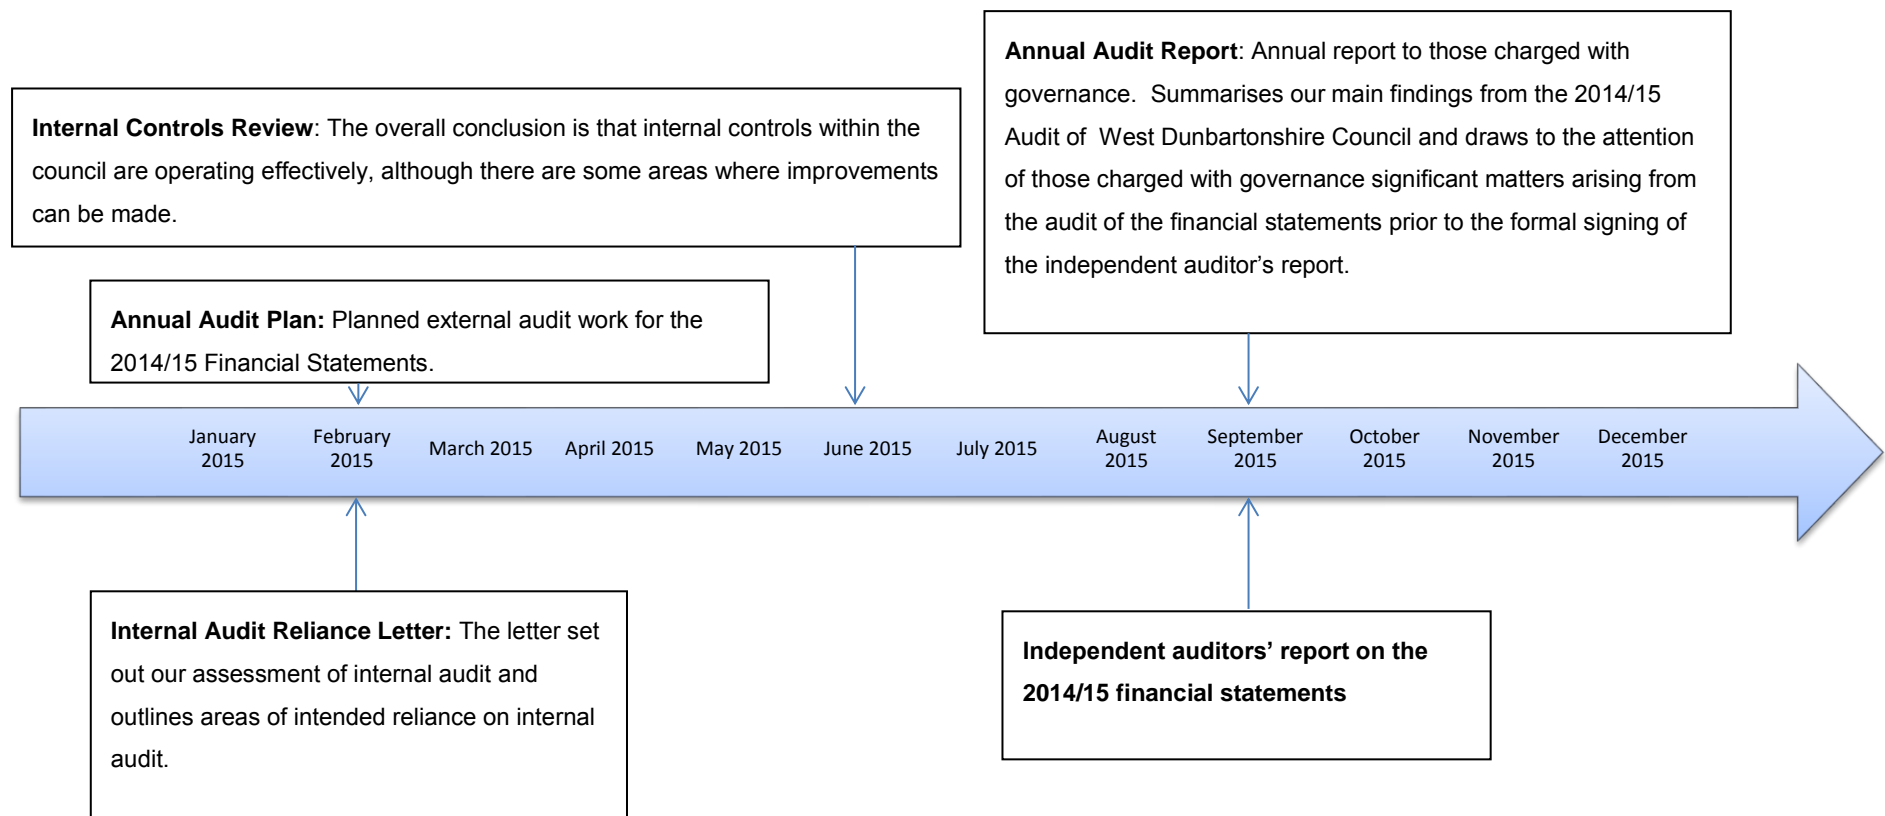 Internal Controls Review: The overall conclusion is that internal controls within the
council are operating effectively, although there are some areas where improvements
can be made.
Annual Audit Report: Annual report to those charged with
governance. Summarises our main findings from the 2014/15
Audit of West Dunbartonshire Council and draws to the attention
of those charged with governance significant matters arising from
the audit of the financial statements prior to the formal signing of
the independent auditor’s report.
Annual Audit Plan: Planned external audit work for the
2014/15 Financial Statements.
January
2015
February
2015
March 2015
April 2015
May 2015
June 2015
July 2015
August
2015
September
2015
October
2015
November
2015
December
2015
Internal Audit Reliance Letter: The letter set
out our assessment of internal audit and
outlines areas of intended reliance on internal
audit.
Independent auditors’ report on the
2014/15 financial statements